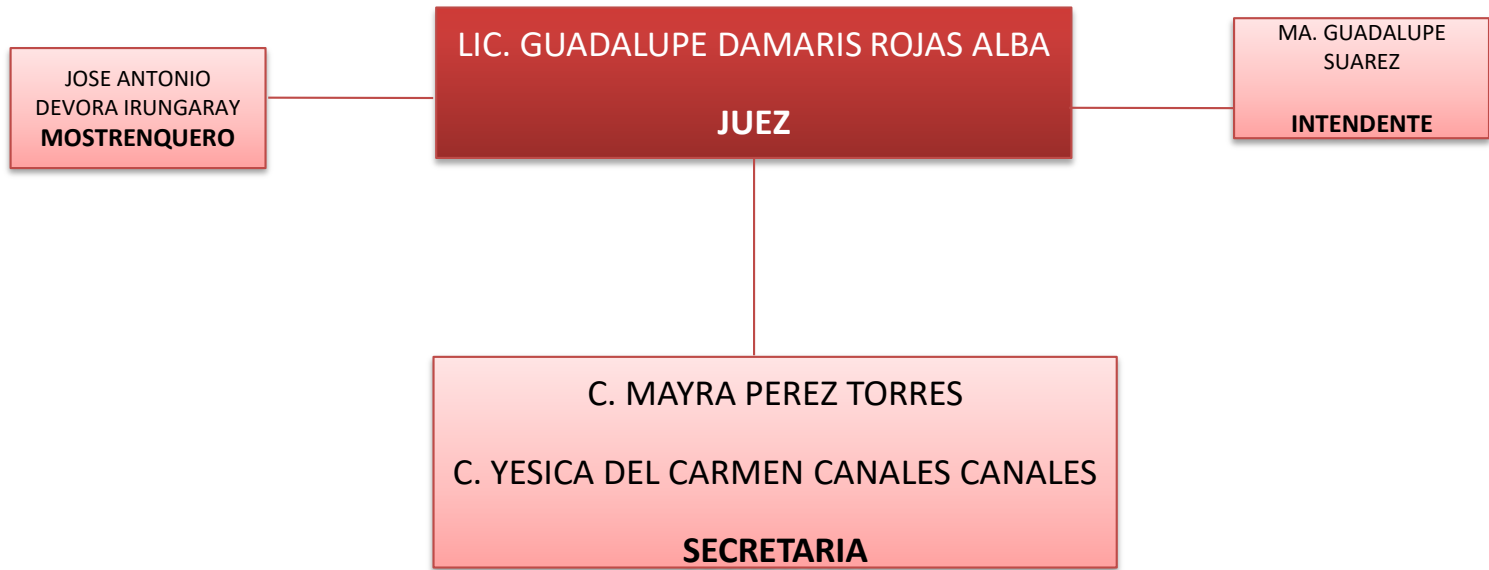 JOSE ANTONIO
DEVORA IRUNGARAY
MOSTRENQUERO
LIC. GUADALUPE DAMARIS ROJAS ALBA
JUEZ
MA. GUADALUPE
SUAREZ
INTENDENTE
C. MAYRA PEREZ TORRES
C. YESICA DEL CARMEN CANALES CANALES
SECRETARIA